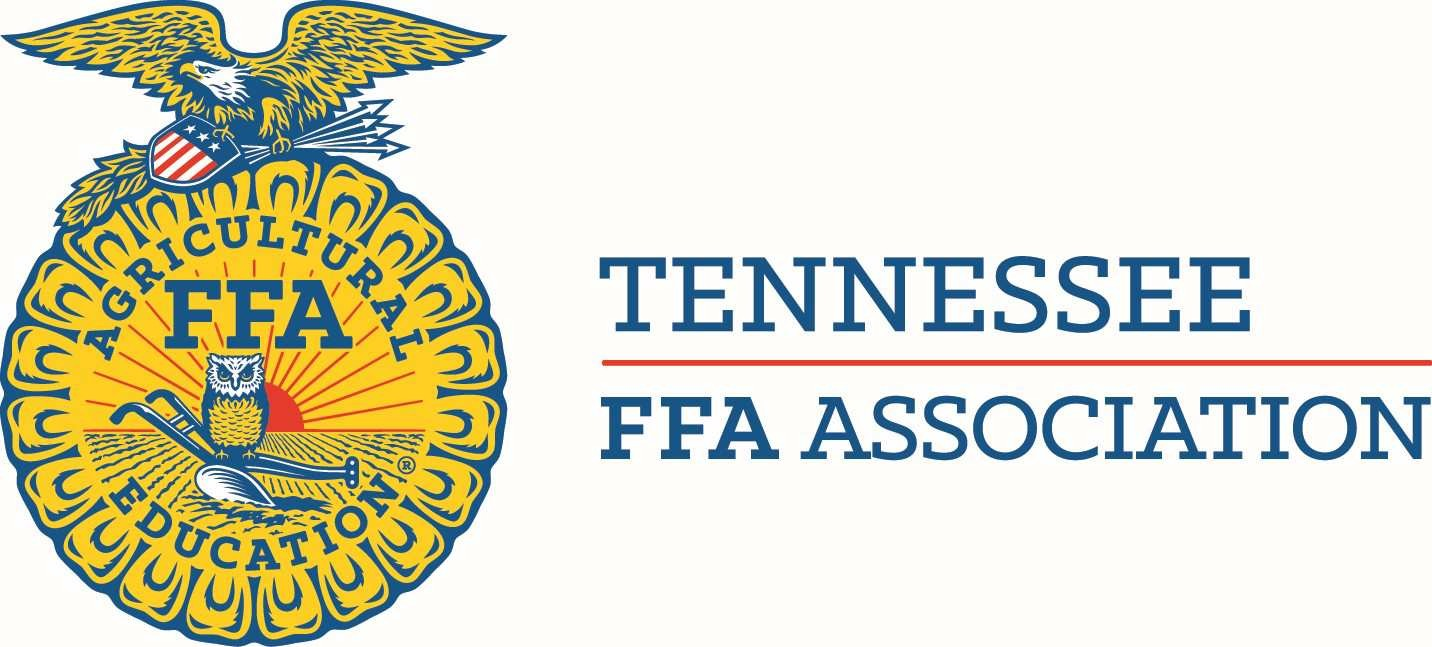 AGRICULTURAL
FFA
EDUCATION®
TENNESSEE
FFA ASSOCIATION